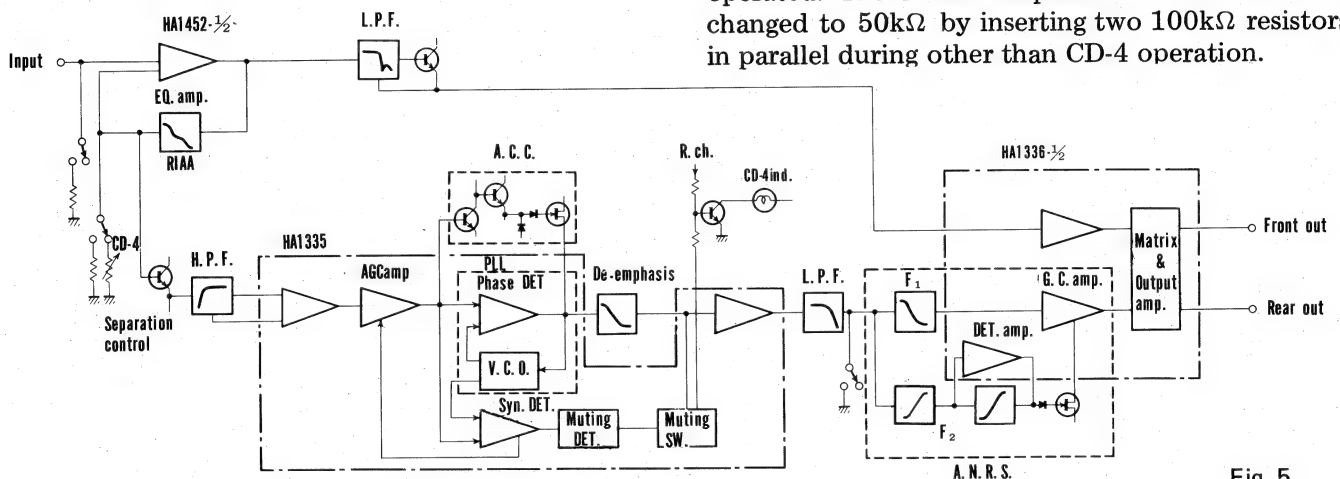 changed to 50kΩ by inserting two 100kΩ resistors
in parallel during other than CD-4 operation.
HA1452-½
L.P.F.
Input
EQ. amp.
RIAA
A.C.C.
R. ch.
CD-4ind.
HA1336-½
Front out
CD-4
H.P.F.
HA1335
AGCamp
PLL
Phase DET
De-emphasis
L.P.F.
F₁
G.C. amp.
Matrix
&
Output
amp.
Rear out
Separation
control
V.C.O.
DET. amp.
Syn. DET.
Muting
DET.
Muting
SW.
F₂
A.N.R.S.
Fig. 5